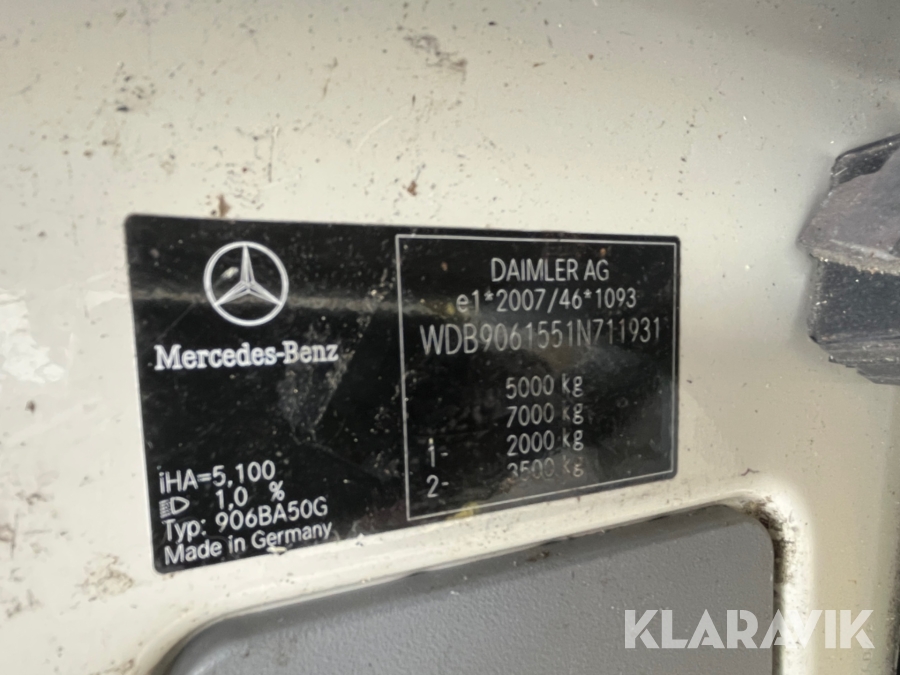 Mercedes-Benz
iHA=5,100
1,0 %
Typ: 906BA50G
Made in Germany
DAIMLER AG
e1*2007/46*1093
WDB9061551N711931
5000 kg
7000 kg
1- 2000 kg
2- 3500 kg
KLARAVIK